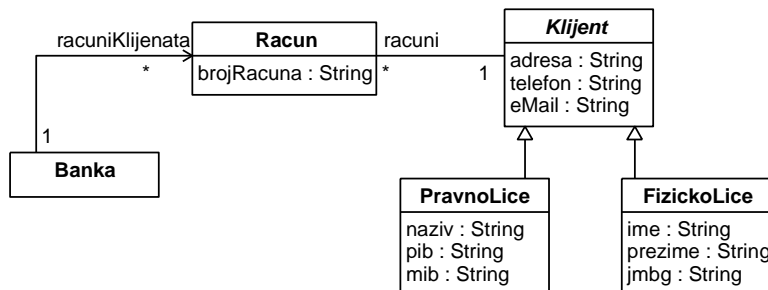 racuniKlijenata
*
1
Banka
Racun
brojRacuna : String
racuni
*
1
Klijent
adresa : String
telefon : String
eMail : String
PravnoLice
naziv : String
pib : String
mib : String
FizickoLice
ime : String
prezime : String
jmbg : String